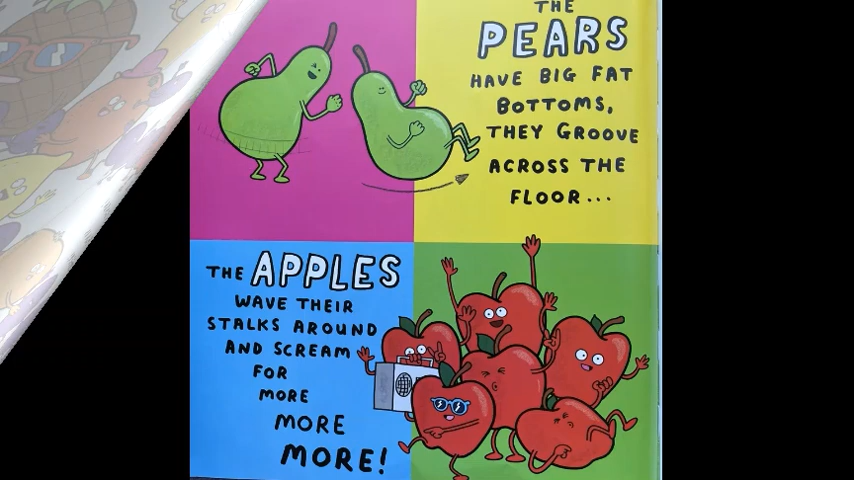 THE
PEARS
HAVE BIG FAT
BOTTOMS,
THEY GROOVE
ACROSS THE
FLOOR...
THE APPLES
WAVE THEIR
STALKS AROUND
AND SCREAM
FOR
MORE
MORE
MORE!